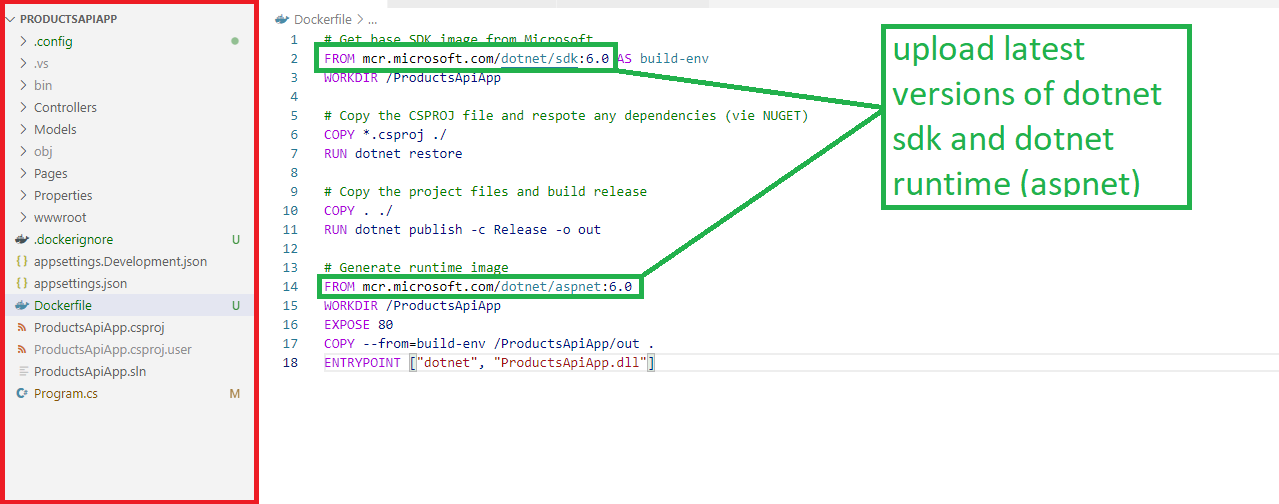 PRODUCTSAPIAPP
.config
.vs
bin
Controllers
Models
obj
Pages
Properties
wwwroot
.dockerignore U
appsettings.Development.json
appsettings.json
Dockerfile U
ProductsApiApp.csproj
ProductsApiApp.csproj.user
ProductsApiApp.sln
Program.cs M
Dockerfile > ...
1 # Get base SDK image from Microsoft
2 FROM mcr.microsoft.com/dotnet/sdk:6.0 AS build-env
3 WORKDIR /ProductsApiApp
4
5 # Copy the CSPROJ file and respote any dependencies (vie NUGET)
6 COPY *.csproj ./
7 RUN dotnet restore
8
9 # Copy the project files and build release
10 COPY . ./
11 RUN dotnet publish -c Release -o out
12
13 # Generate runtime image
14 FROM mcr.microsoft.com/dotnet/aspnet:6.0
15 WORKDIR /ProductsApiApp
16 EXPOSE 80
17 COPY --from=build-env /ProductsApiApp/out .
18 ENTRYPOINT ["dotnet", "ProductsApiApp.dll"]
upload latest
versions of dotnet
sdk and dotnet
runtime (aspnet)